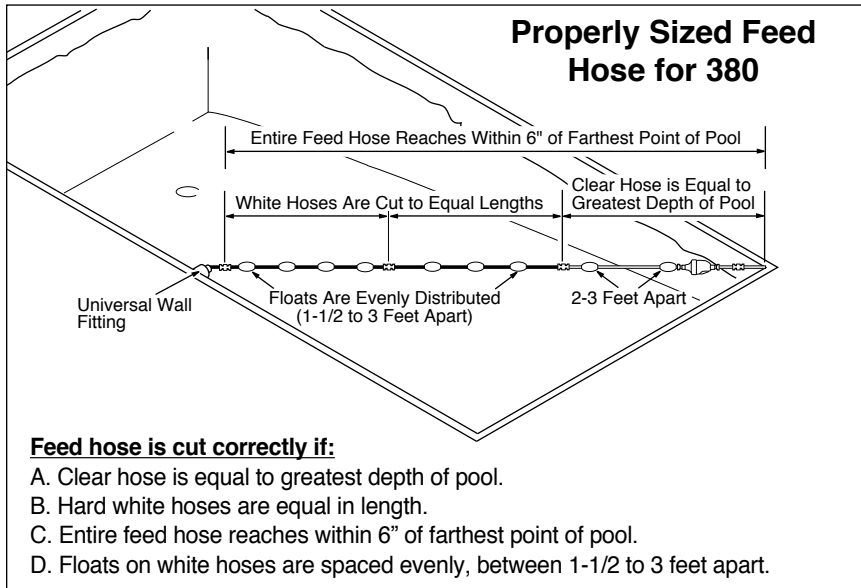 Properly Sized Feed
Hose for 380
Entire Feed Hose Reaches Within 6" of Farthest Point of Pool
Clear Hose is Equal to
Greatest Depth of Pool
White Hoses Are Cut to Equal Lengths
Universal Wall
Fitting
Floats Are Evenly Distributed
(1-1/2 to 3 Feet Apart)
2-3 Feet Apart
Feed hose is cut correctly if:
A. Clear hose is equal to greatest depth of pool.
B. Hard white hoses are equal in length.
C. Entire feed hose reaches within 6” of farthest point of pool.
D. Floats on white hoses are spaced evenly, between 1-1/2 to 3 feet apart.